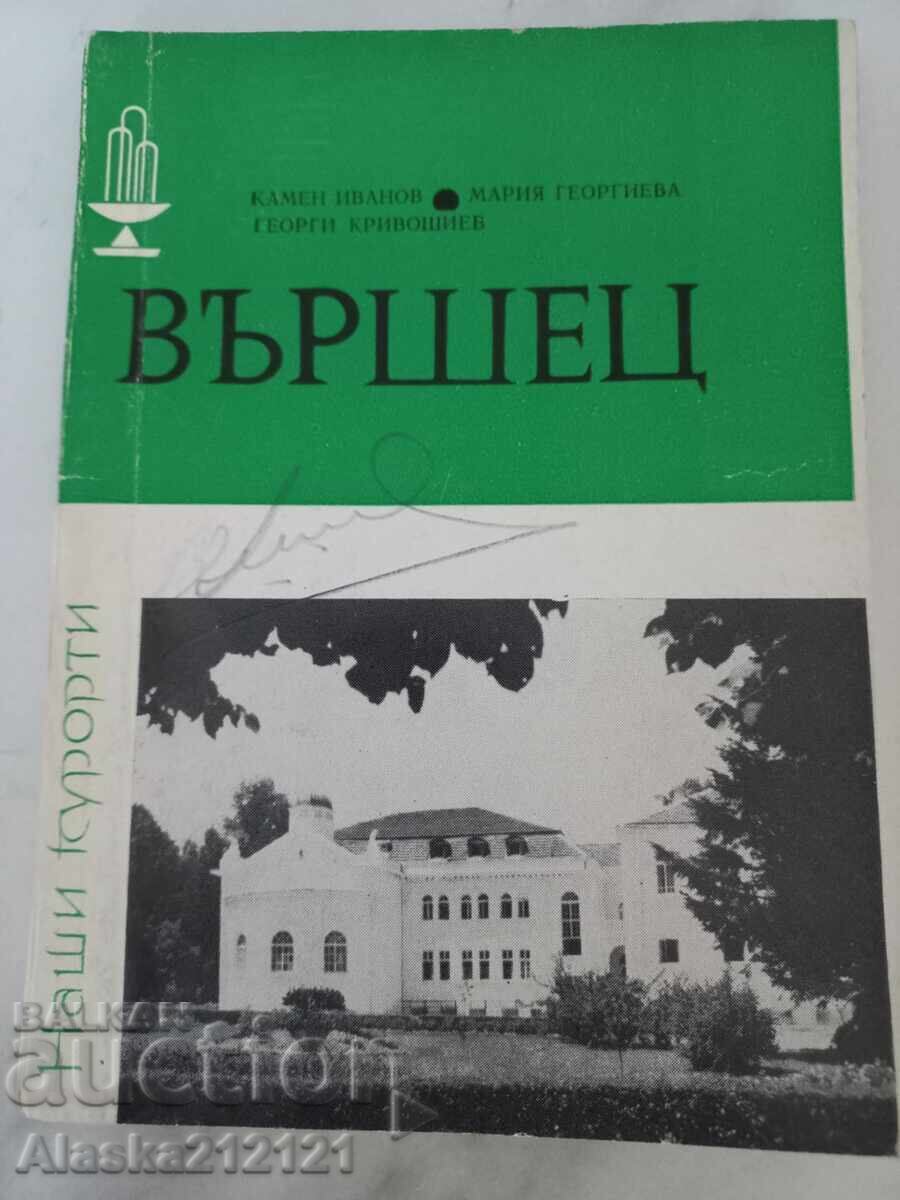 КАМЕН ИВАНОВ ● МАРИЯ ГЕОРГИЕВА
ГЕОРГИ КРИВОШИЕВ
ВЪРШЕЦ
Наши курорти
BALKAN
auction
Alaska212121